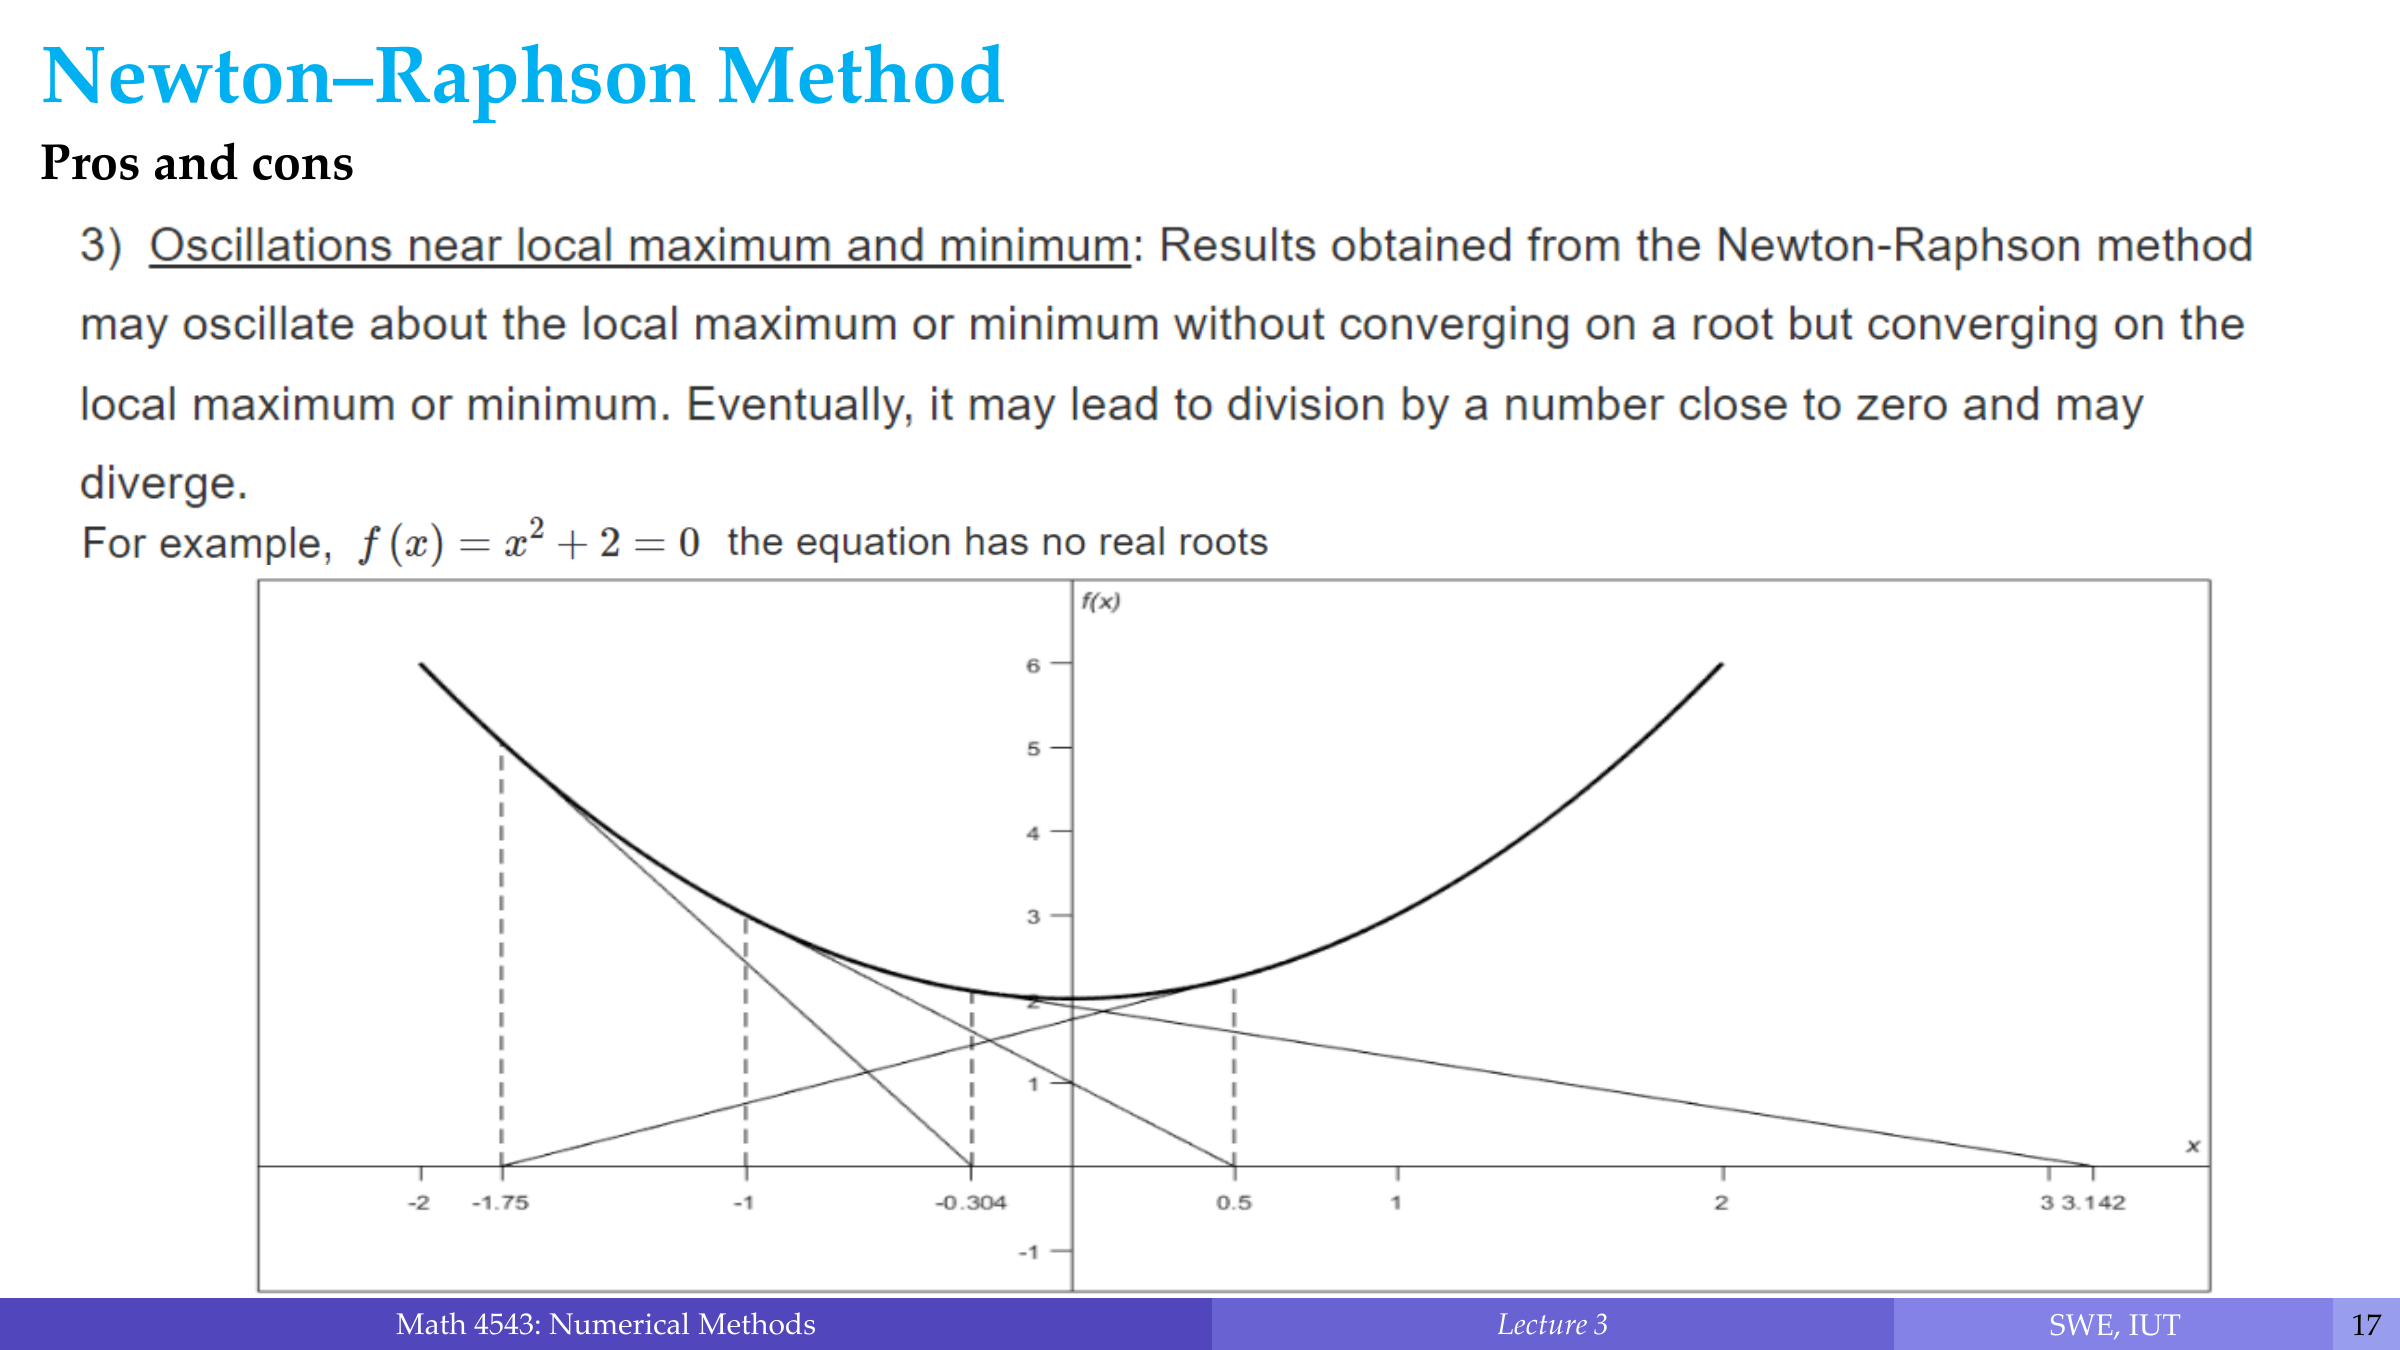 Newton–Raphson Method
Pros and cons
3) Oscillations near local maximum and minimum: Results obtained from the Newton-Raphson method
may oscillate about the local maximum or minimum without converging on a root but converging on the
local maximum or minimum. Eventually, it may lead to division by a number close to zero and may
diverge.
For example, f(x) = x² + 2 = 0 the equation has no real roots
f(x)
6
5
4
3
2
1
x
-2 -1.75 -1 -0.304 0.5 1 2 3 3.142
-1
Math 4543: Numerical Methods Lecture 3 SWE, IUT 17